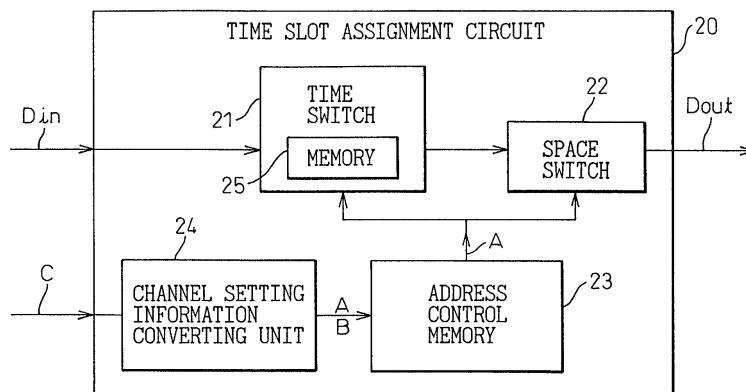 TIME SLOT ASSIGNMENT CIRCUIT
20
Din
21
TIME
SWITCH
25
MEMORY
22
SPACE
SWITCH
Dout
A
C
24
CHANNEL SETTING
INFORMATION
CONVERTING UNIT
A
B
ADDRESS
CONTROL
MEMORY
23